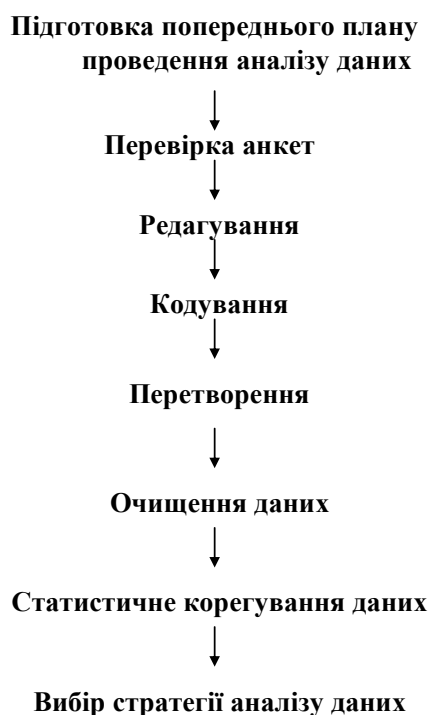 Підготовка попереднього плану
проведення аналізу даних
Перевірка анкет
Редагування
Кодування
Перетворення
Очищення даних
Статистичне корегування даних
Вибір стратегії аналізу даних